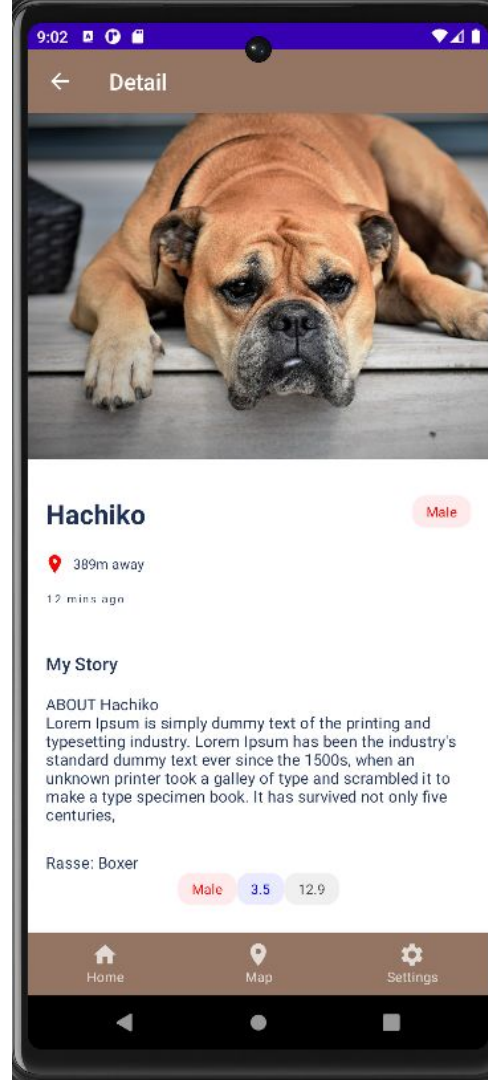 9:02
Detail
Hachiko
Male
389m away
12 mins ago
My Story
ABOUT Hachiko
Lorem Ipsum is simply dummy text of the printing and
typesetting industry. Lorem Ipsum has been the industry's
standard dummy text ever since the 1500s, when an
unknown printer took a galley of type and scrambled it to
make a type specimen book. It has survived not only five
centuries,
Rasse: Boxer
Male 3.5 12.9
Home Map Settings